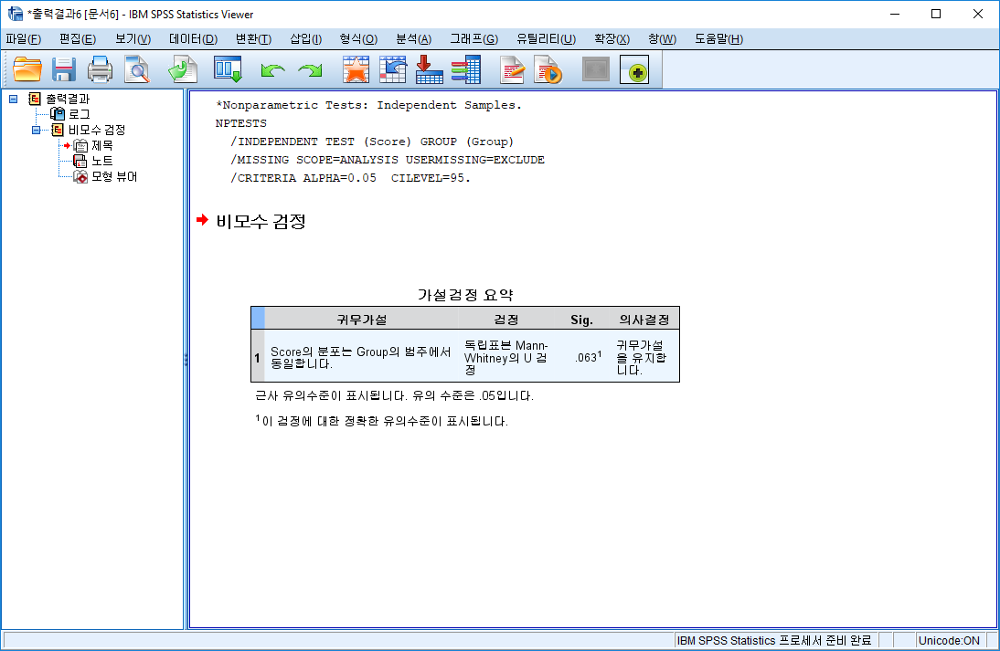 *출력결과6 [문서6] - IBM SPSS Statistics Viewer
파일(F) 편집(E) 보기(V) 데이터(D) 변환(T) 삽입(I) 형식(O) 분석(A) 그래프(G) 유틸리티(U) 확장(X) 창(W) 도움말(H)
출력결과
로그
비모수 검정
제목
노트
모형 뷰어
*Nonparametric Tests: Independent Samples.
NPTESTS
/INDEPENDENT TEST (Score) GROUP (Group)
/MISSING SCOPE=ANALYSIS USERMISSING=EXCLUDE
/CRITERIA ALPHA=0.05 CILEVEL=95.
비모수 검정
가설검정 요약
귀무가설 검정 Sig. 의사결정
1 Score의 분포는 Group의 범주에서
동일합니다.
독립표본 Mann-
Whitney의 U 검
정
.063¹
귀무가설
을 유지합
니다.
근사 유의수준이 표시됩니다. 유의 수준은 .05입니다.
¹이 검정에 대한 정확한 유의수준이 표시됩니다.
IBM SPSS Statistics 프로세서 준비 완료 Unicode:ON